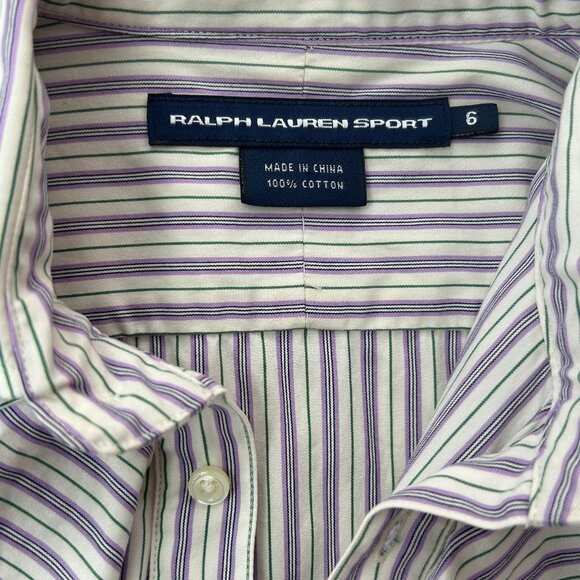 RALPH LAUREN SPORT 6
MADE IN CHINA
100% COTTON